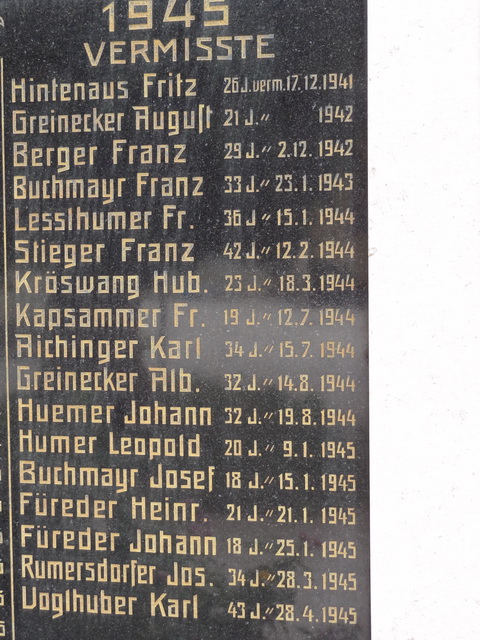 1945
VERMISSTE
Hintenaus Fritz 26 J. verm. 17.12.1941
Greinecker August 21 J. " 1942
Berger Franz 29 J. " 2.12.1942
Buchmayr Franz 33 J. " 23.1.1943
Lesslhumer Fr. 36 J. " 15.1.1944
Stieger Franz 42 J. " 12.2.1944
Kröswang Hub. 23 J. " 18.3.1944
Kapsammer Fr. 19 J. " 12.7.1944
Aichinger Karl 34 J. " 15.7.1944
Greinecker Alb. 32 J. " 14.8.1944
Huemer Johann 32 J. " 19.8.1944
Humer Leopold 20 J. " 9.1.1945
Buchmayr Josef 18 J. " 15.1.1945
Füreder Heinr. 21 J. " 21.1.1945
Füreder Johann 18 J. " 25.1.1945
Rumersdorfer Jos. 34 J. " 28.3.1945
Voglhuber Karl 43 J. " 28.4.1945